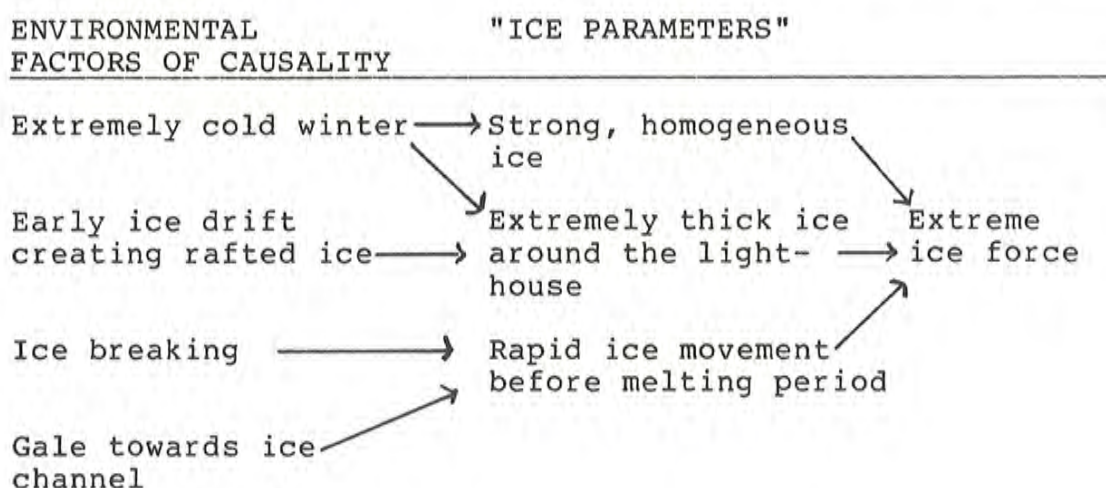 ENVIRONMENTAL "ICE PARAMETERS"
FACTORS OF CAUSALITY
Extremely cold winter Strong, homogeneous
ice
Early ice drift Extremely thick ice Extreme
creating rafted ice around the light- ice force
house
Ice breaking Rapid ice movement
before melting period
Gale towards ice
channel